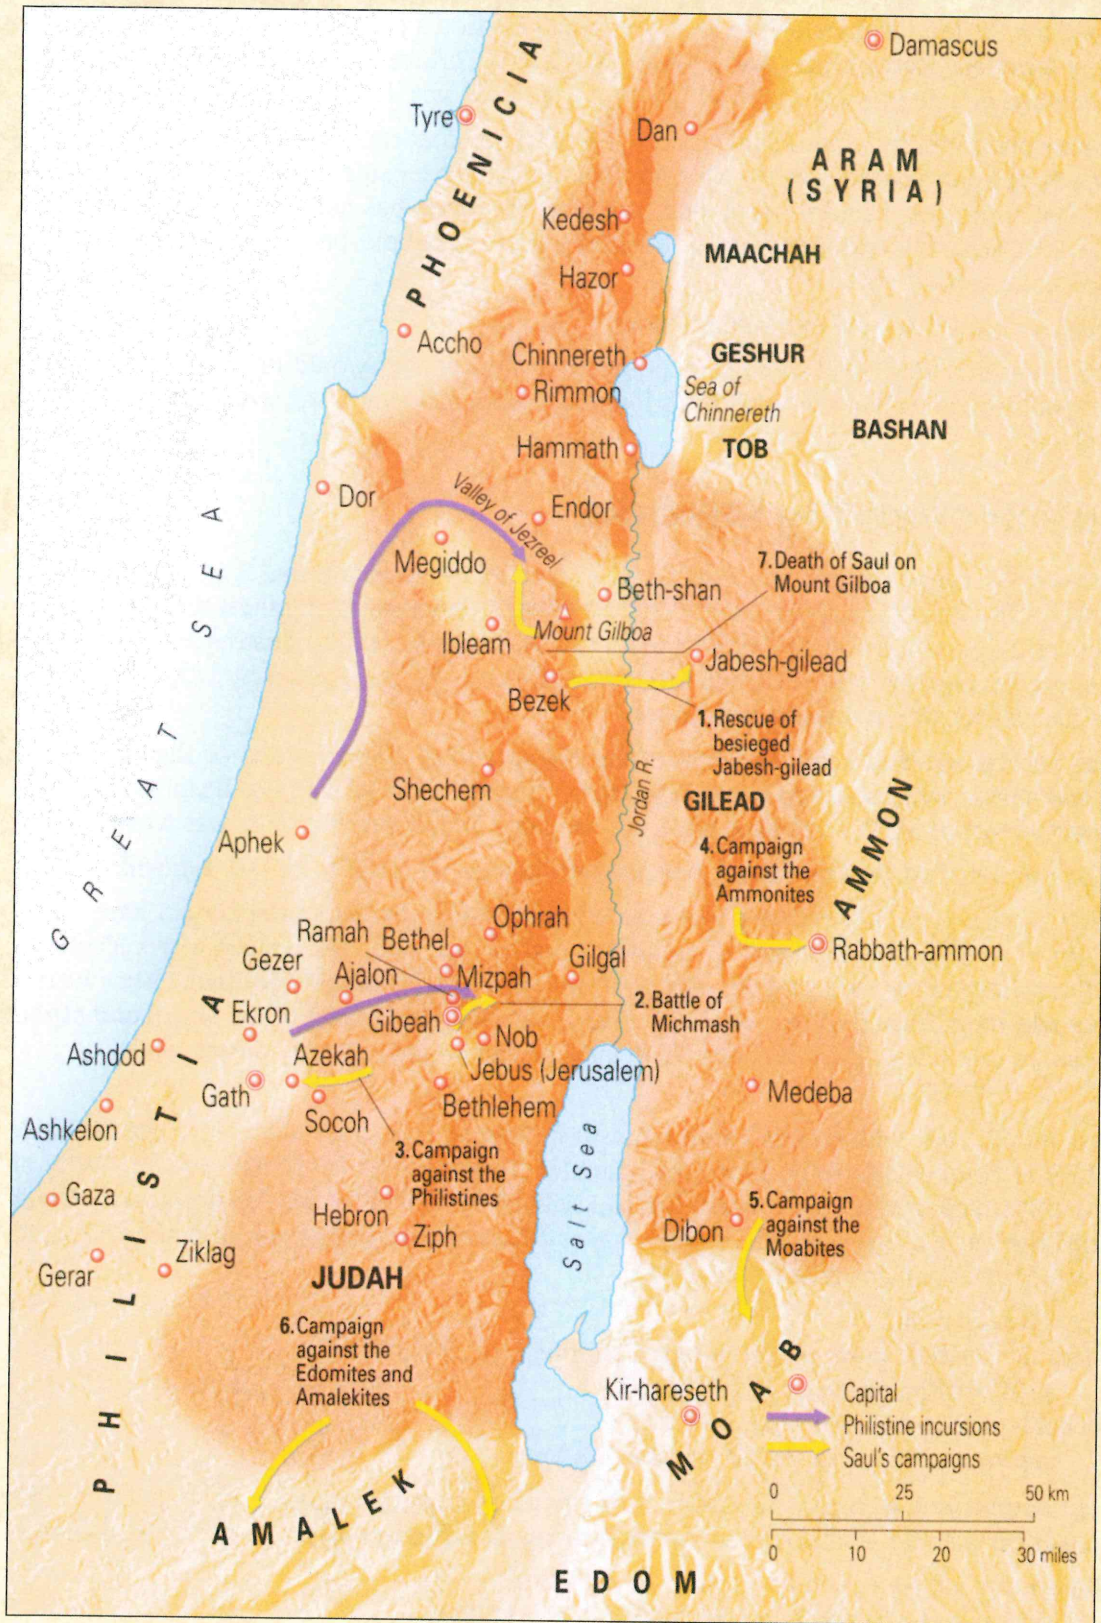 Damascus
Tyre
PHOENICIA
Dan
ARAM
(SYRIA)
Kedesh
MAACHAH
Hazor
Accho
Chinnereth
GESHUR
Rimmon
Sea of
Chinnereth
BASHAN
Hammath
TOB
Dor
Valley of Jezreel
Endor
Megiddo
7. Death of Saul on
Mount Gilboa
Beth-shan
Ibleam
Mount Gilboa
Jabesh-gilead
Bezek
1. Rescue of
besieged
Jabesh-gilead
GREAT SEA
Shechem
Jordan R.
GILEAD
Aphek
4. Campaign
against the
Ammonites
AMMON
Ophrah
Ramah
Bethel
Rabbath-ammon
Gezer
Ajalon
Mizpah
Gilgal
Ekron
Gibeah
2. Battle of
Michmash
Ashdod
Azekah
Nob
Jebus (Jerusalem)
Gath
Socoh
Bethlehem
Medeba
Ashkelon
PHILISTIA
3. Campaign
against the
Philistines
Salt Sea
Gaza
Hebron
Ziph
Dibon
5. Campaign
against the
Moabites
Gerar
Ziklag
JUDAH
6. Campaign
against the
Edomites and
Amalekites
Kir-hareseth
MOAB
Capital
Philistine incursions
Saul's campaigns
AMALEK
0 25 50 km
0 10 20 30 miles
EDOM